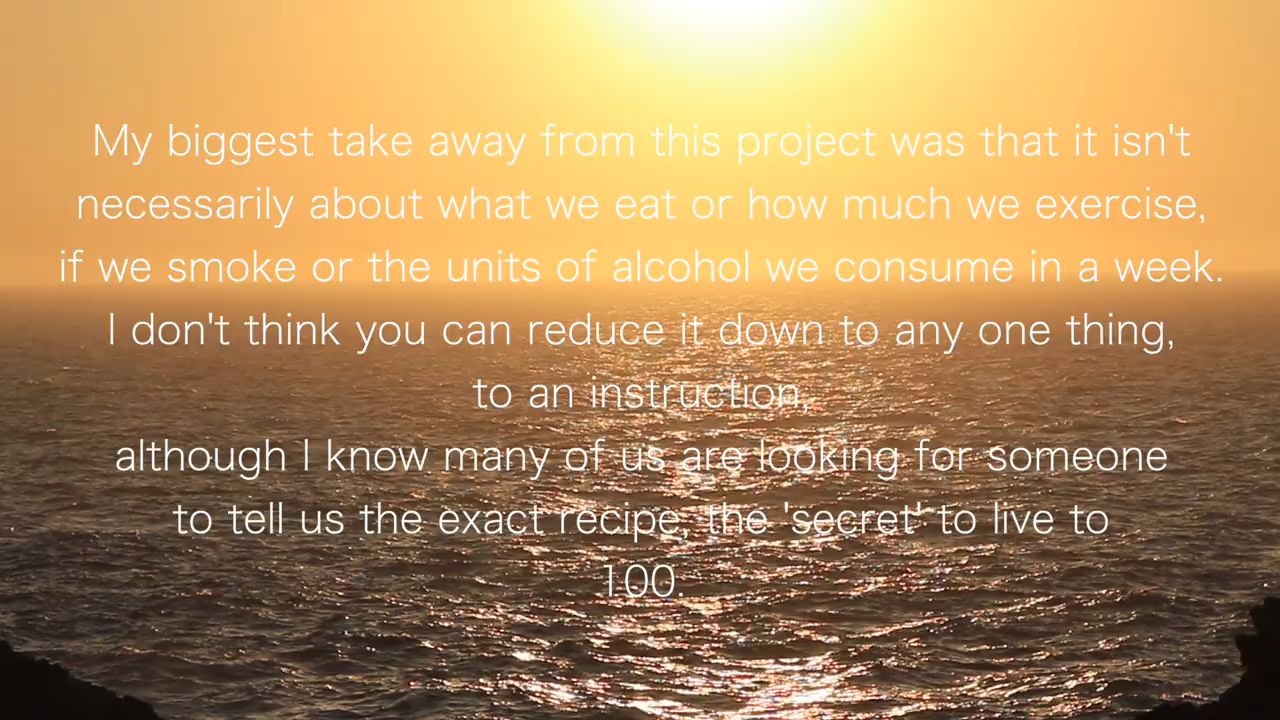 My biggest take away from this project was that it isn't
necessarily about what we eat or how much we exercise,
if we smoke or the units of alcohol we consume in a week.
I don't think you can reduce it down to any one thing,
to an instruction,
although I know many of us are looking for someone
to tell us the exact recipe, the 'secret' to live to
100.